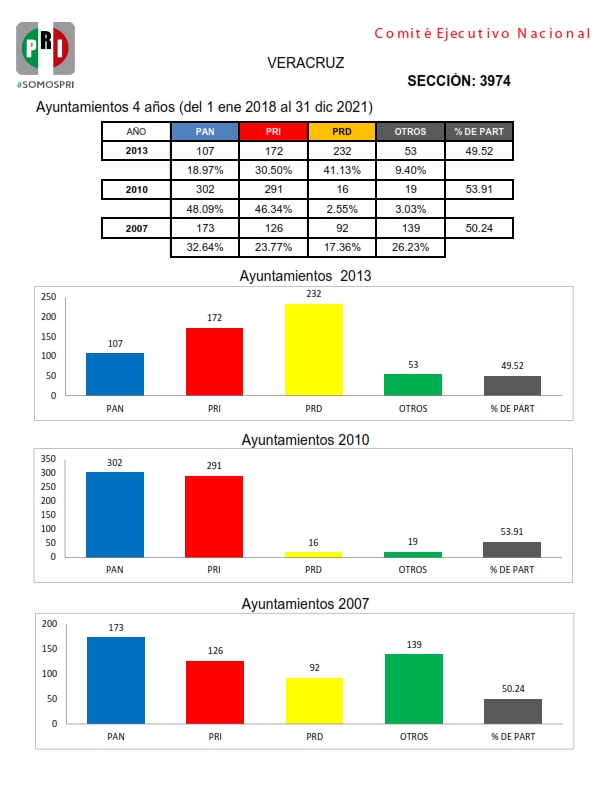 Comité Ejecutivo Nacional
PRI
#SOMOSPRI
VERACRUZ
SECCIÓN: 3974
Ayuntamientos 4 años (del 1 ene 2018 al 31 dic 2021)
AÑO PAN PRI PRD OTROS % DE PART
2013 107 172 232 53 49.52
18.97% 30.50% 41.13% 9.40%
2010 302 291 16 19 53.91
48.09% 46.34% 2.55% 3.03%
2007 173 126 92 139 50.24
32.64% 23.77% 17.36% 26.23%
Ayuntamientos 2013
250
200
150
100
50
0
107 172 232 53 49.52
PAN PRI PRD OTROS % DE PART
Ayuntamientos 2010
350
300
250
200
150
100
50
0
302 291 16 19 53.91
PAN PRI PRD OTROS % DE PART
Ayuntamientos 2007
200
150
100
50
0
173 126 92 139 50.24
PAN PRI PRD OTROS % DE PART